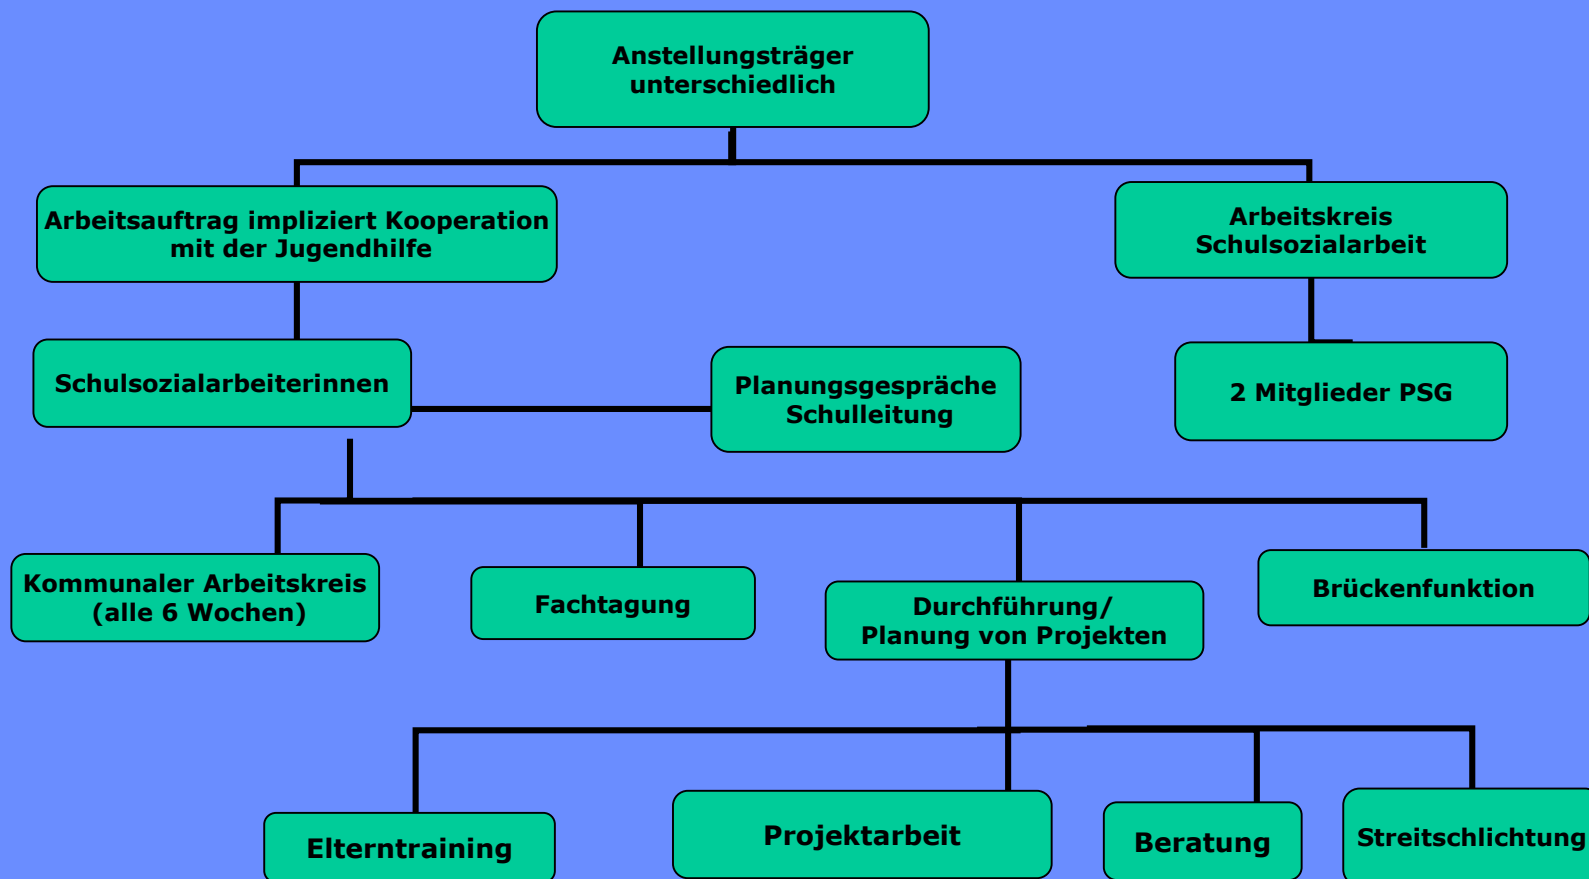 Anstellungsträger
unterschiedlich
Arbeitsauftrag impliziert Kooperation
mit der Jugendhilfe
Arbeitskreis
Schulsozialarbeit
Schulsozialarbeiterinnen
Planungsgespräche
Schulleitung
2 Mitglieder PSG
Kommunaler Arbeitskreis
(alle 6 Wochen)
Fachtagung
Durchführung/
Planung von Projekten
Brückenfunktion
Elterntraining
Projektarbeit
Beratung
Streitschlichtung